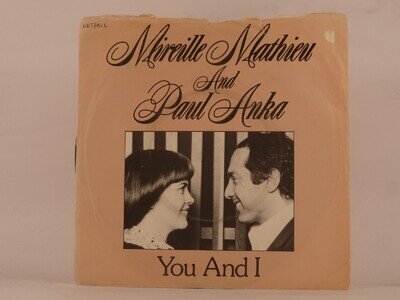 Mireille Mathieu
And
Paul Anka
You And I